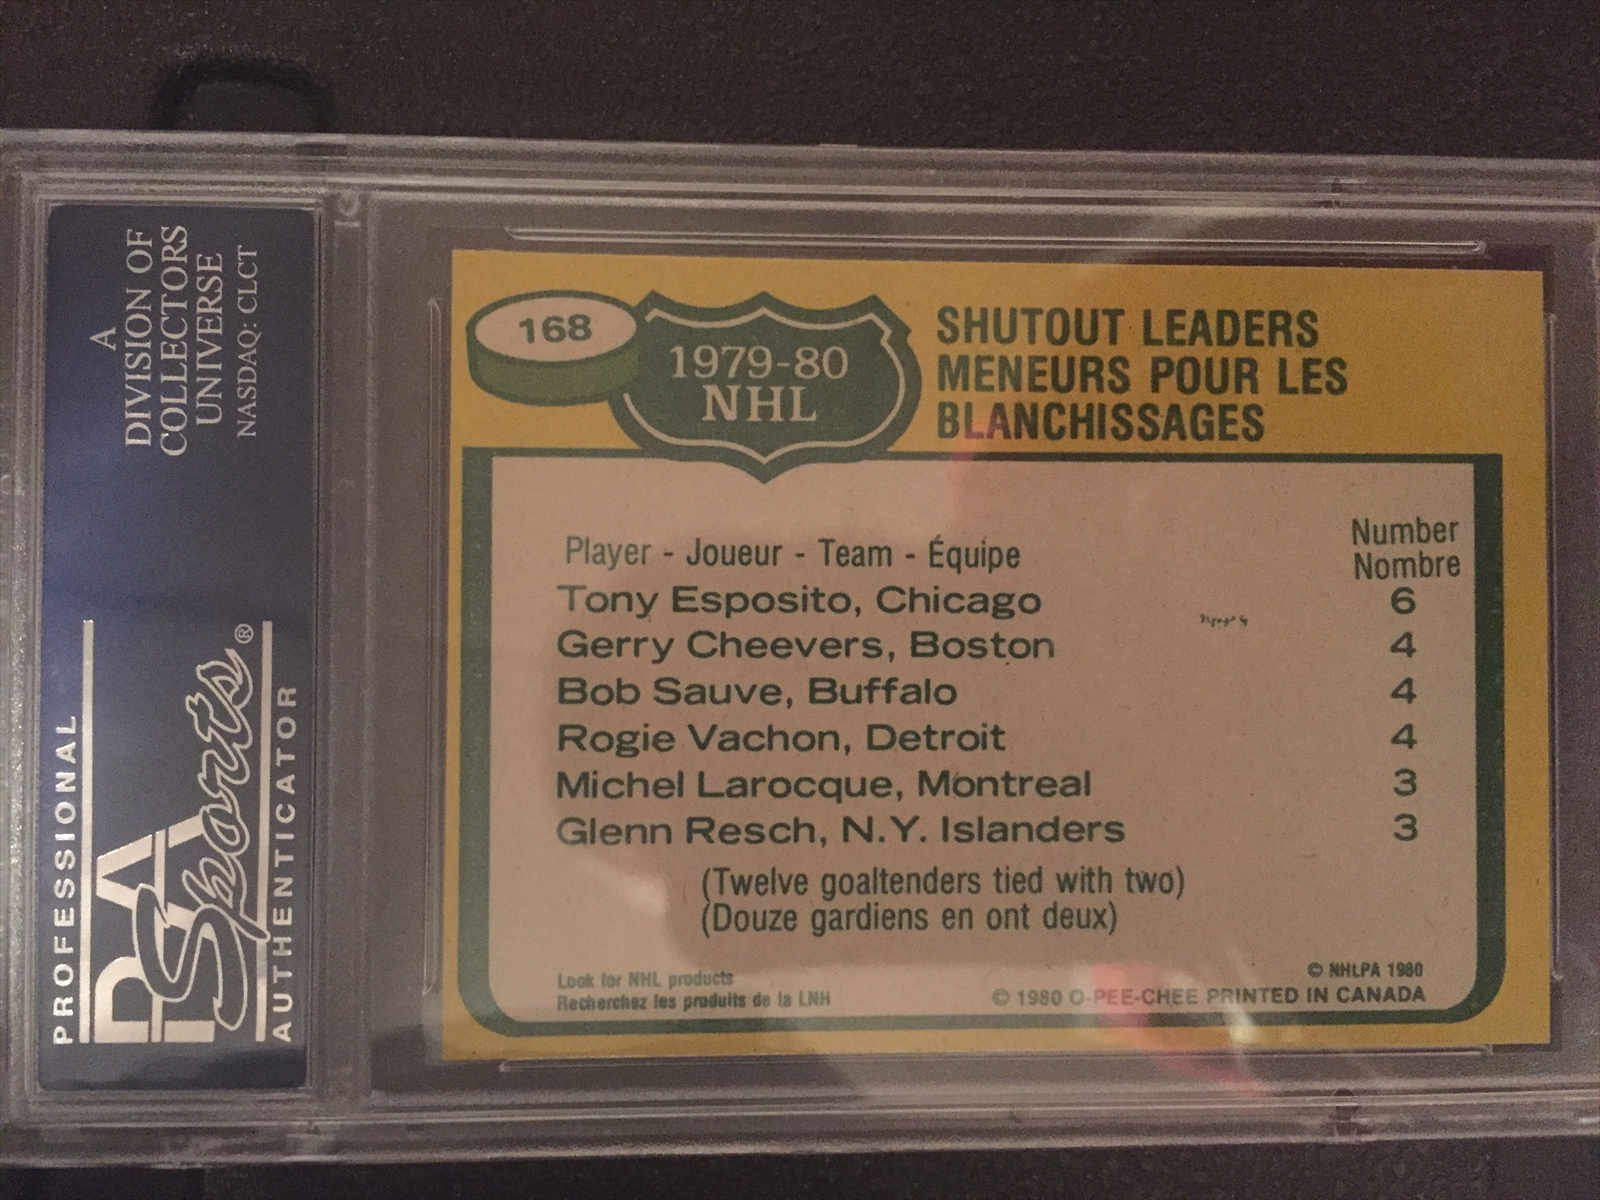 A
DIVISION OF
COLLECTORS
UNIVERSE
NASDAQ: CLCT
PROFESSIONAL
PSA
Sports®
AUTHENTICATOR
168
1979-80
NHL
SHUTOUT LEADERS
MENEURS POUR LES
BLANCHISSAGES
Player - Joueur - Team - Équipe
Number
Nombre
Tony Esposito, Chicago 6
Gerry Cheevers, Boston 4
Bob Sauve, Buffalo 4
Rogie Vachon, Detroit 4
Michel Larocque, Montreal 3
Glenn Resch, N.Y. Islanders 3
(Twelve goaltenders tied with two)
(Douze gardiens en ont deux)
Look for NHL products
Recherchez les produits de la LNH
© NHLPA 1980
© 1980 O-PEE-CHEE PRINTED IN CANADA